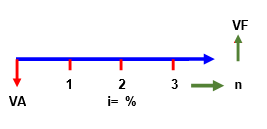 VF
1 2 3 n
VA i= %